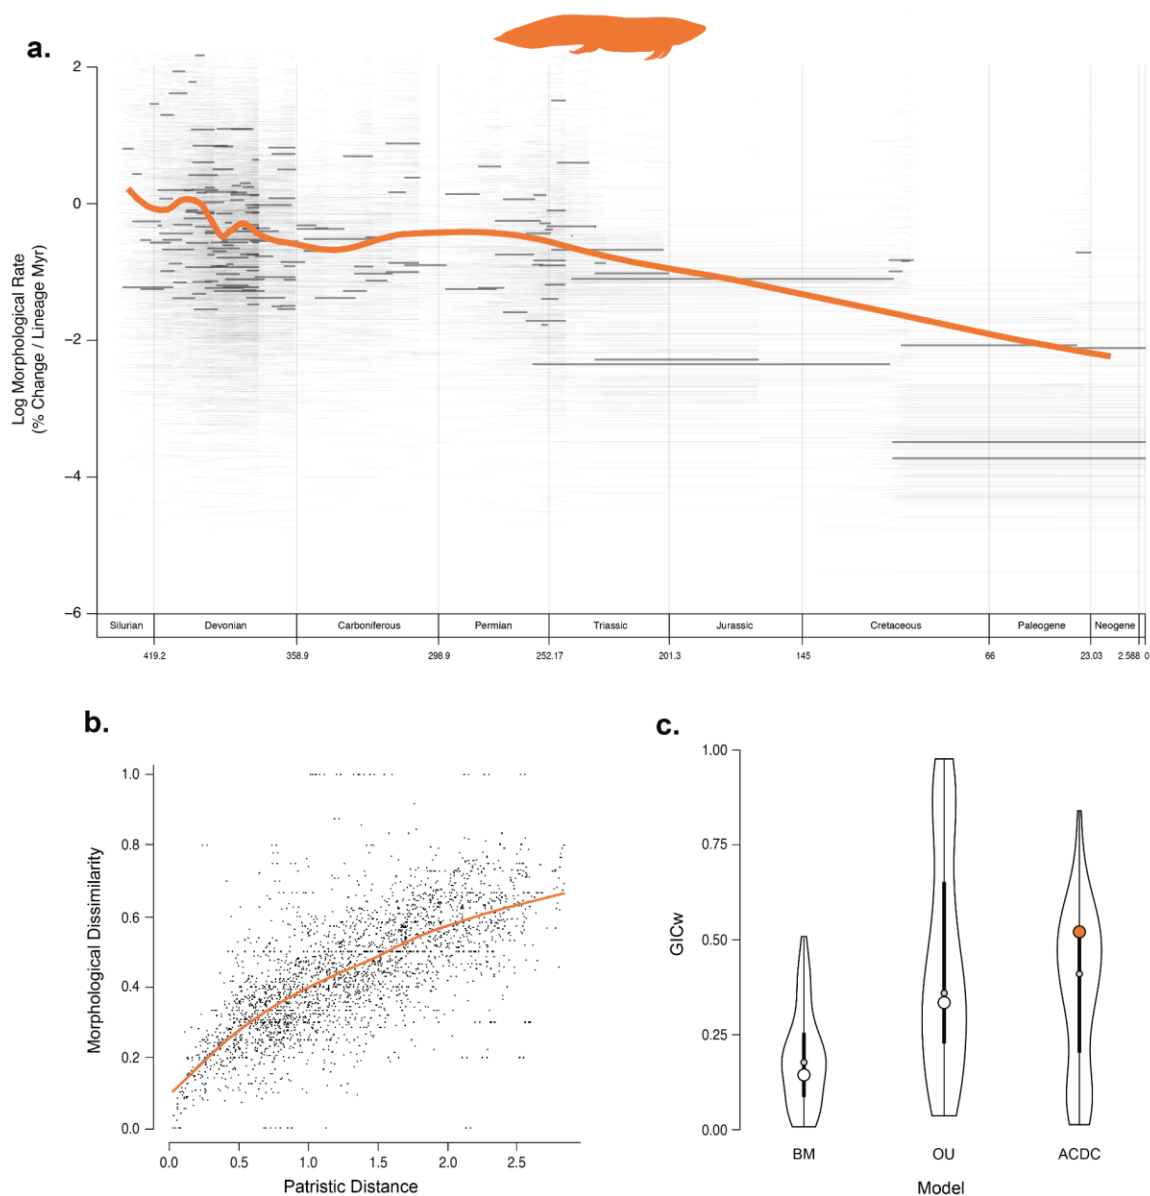 a.
2
0
−2
−4
−6
Log Morphological Rate
(% Change / Lineage Myr)
Silurian Devonian Carboniferous Permian Triassic Jurassic Cretaceous Paleogene Neogene
419.2 358.9 298.9 252.17 201.3 145 66 23.03 2.588 0
b.
1.0
0.8
0.6
0.4
0.2
0.0
Morphological Dissimilarity
0.0 0.5 1.0 1.5 2.0 2.5
Patristic Distance
c.
1.00
0.75
0.50
0.25
0.00
GICw
BM OU ACDC
Model